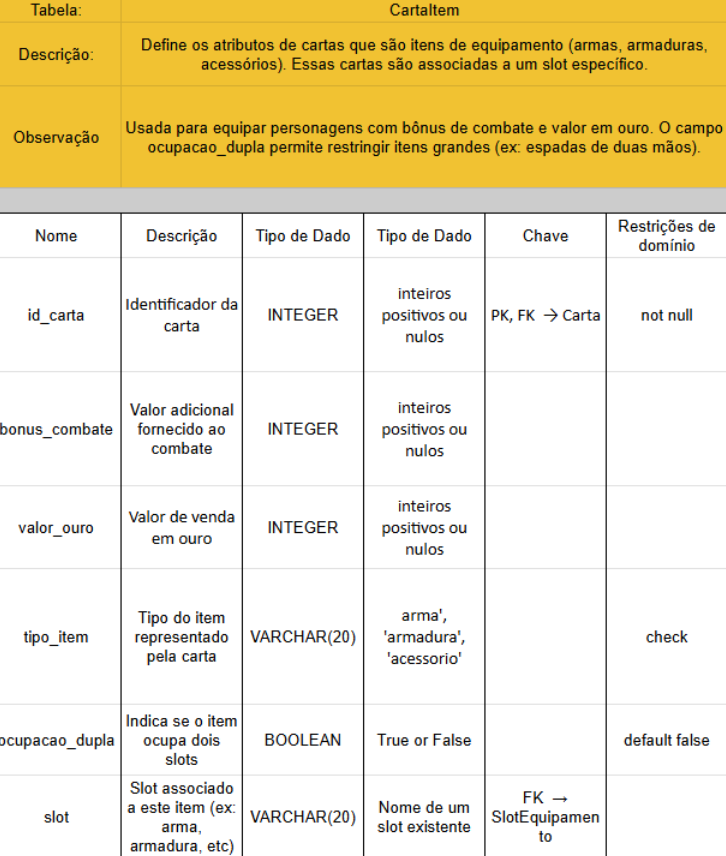 Tabela:
CartaItem
Descrição:
Define os atributos de cartas que são itens de equipamento (armas, armaduras,
acessórios). Essas cartas são associadas a um slot específico.
Observação
Usada para equipar personagens com bônus de combate e valor em ouro. O campo
ocupacao_dupla permite restringir itens grandes (ex: espadas de duas mãos).
Nome
Descrição
Tipo de Dado
Tipo de Dado
Chave
Restrições de
domínio
id_carta
Identificador da
carta
INTEGER
inteiros
positivos ou
nulos
PK, FK → Carta
not null
bonus_combate
Valor adicional
fornecido ao
combate
INTEGER
inteiros
positivos ou
nulos
valor_ouro
Valor de venda
em ouro
INTEGER
inteiros
positivos ou
nulos
tipo_item
Tipo do item
representado
pela carta
VARCHAR(20)
arma',
'armadura',
'acessorio'
check
ocupacao_dupla
Indica se o item
ocupa dois
slots
BOOLEAN
True or False
default false
slot
Slot associado
a este item (ex:
arma,
armadura, etc)
VARCHAR(20)
Nome de um
slot existente
FK →
SlotEquipamen
to